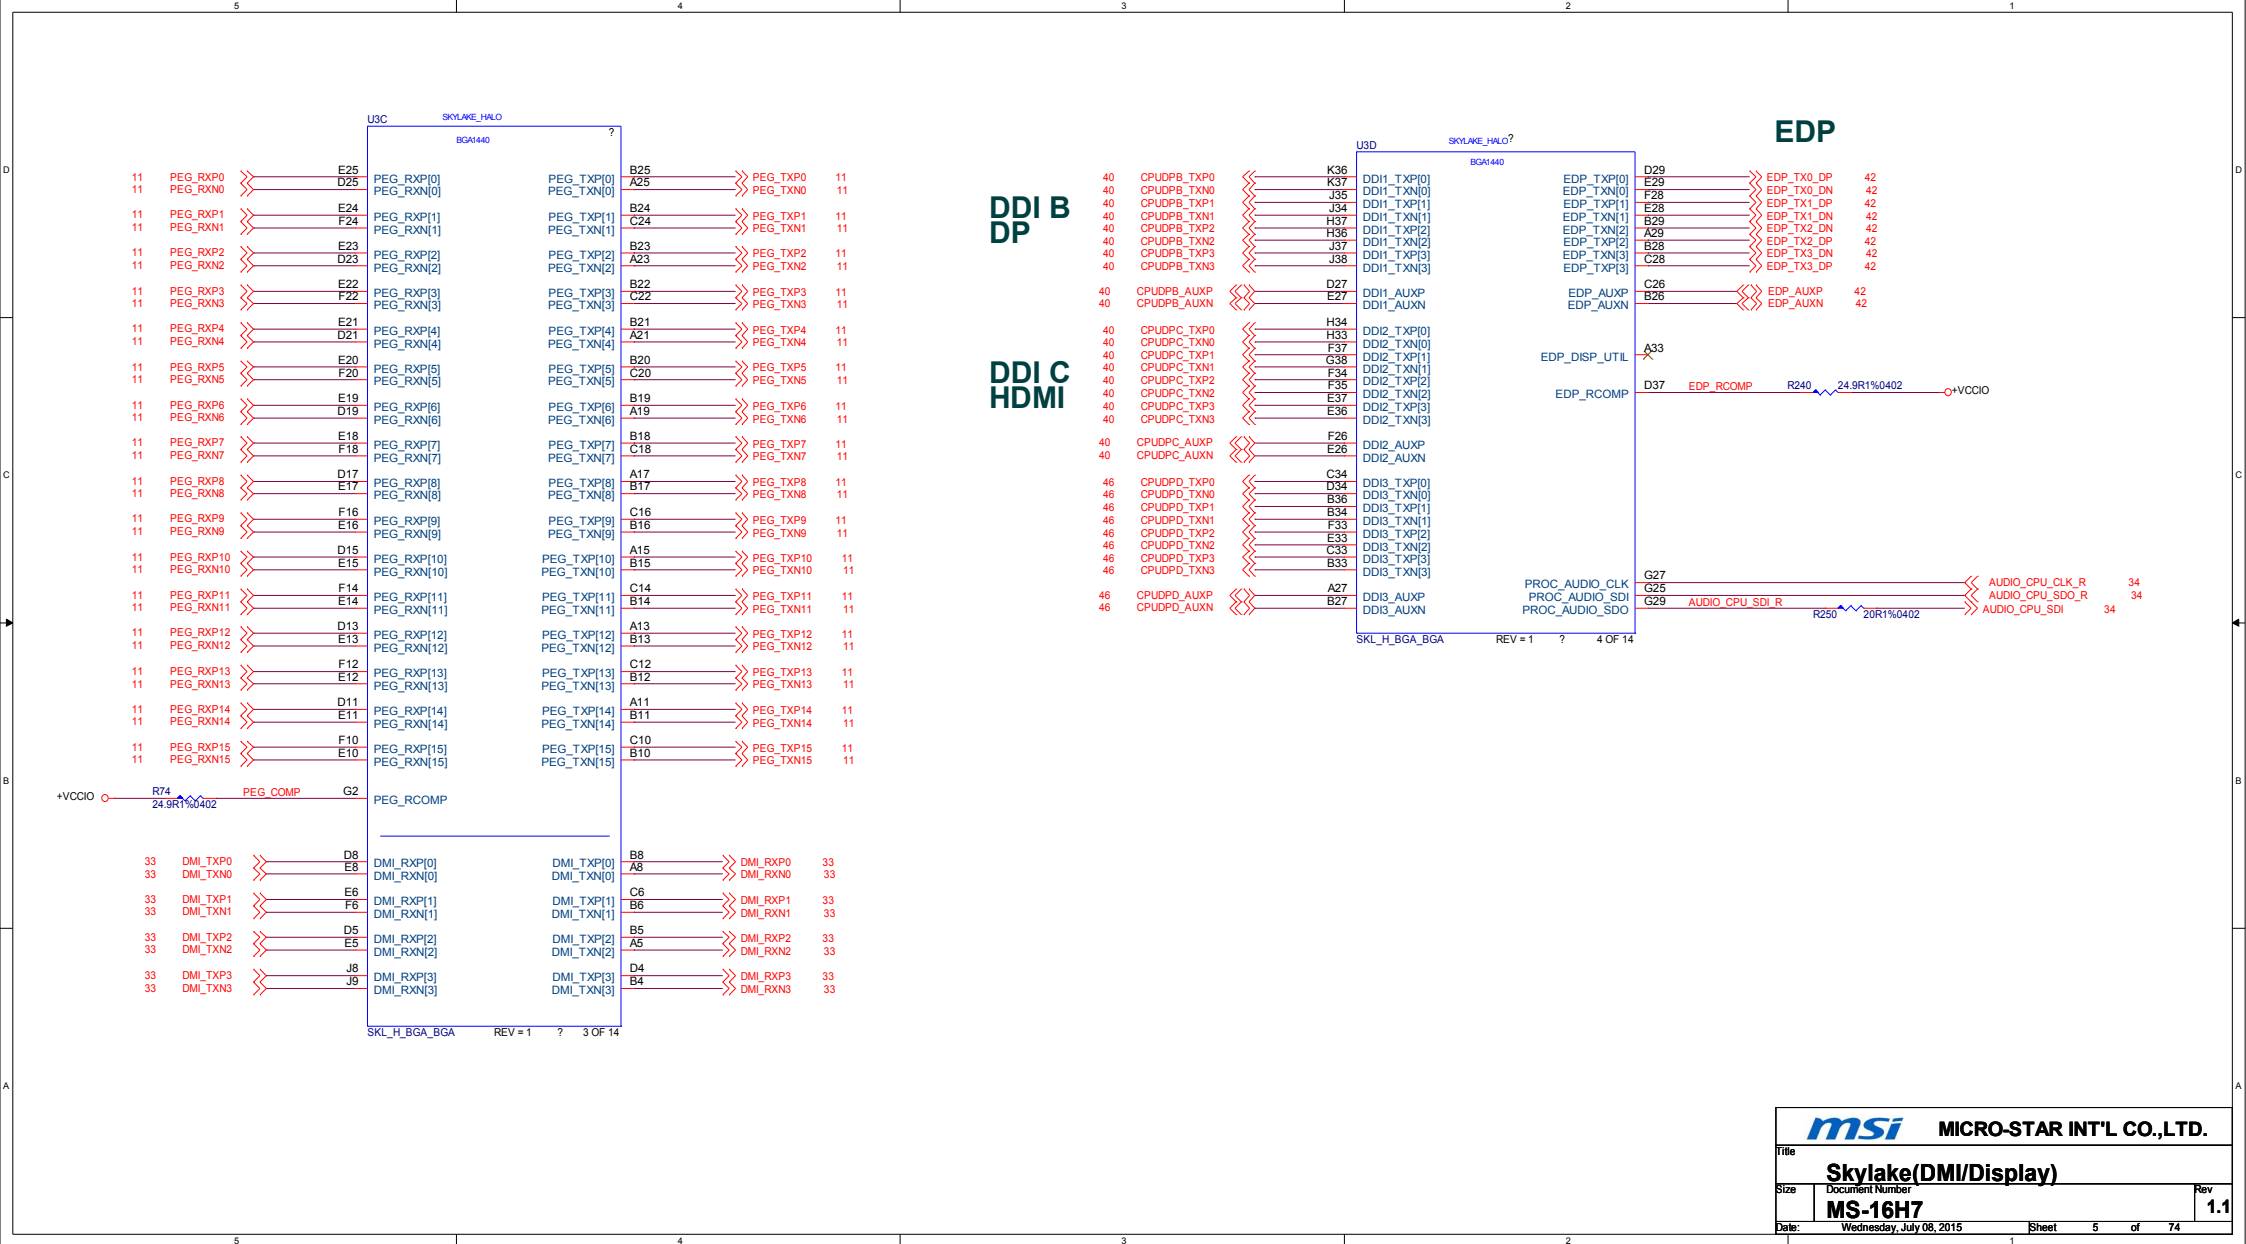 5 4 3 2 1
D C B A
U3C SKYLAKE_HALO
?
BGA1440
11 PEG_RXP0 E25 PEG_RXP[0] PEG_TXP[0] B25 PEG_TXP0 11
11 PEG_RXN0 D25 PEG_RXN[0] PEG_TXN[0] A25 PEG_TXN0 11
11 PEG_RXP1 E24 PEG_RXP[1] PEG_TXP[1] B24 PEG_TXP1 11
11 PEG_RXN1 F24 PEG_RXN[1] PEG_TXN[1] C24 PEG_TXN1 11
11 PEG_RXP2 E23 PEG_RXP[2] PEG_TXP[2] B23 PEG_TXP2 11
11 PEG_RXN2 D23 PEG_RXN[2] PEG_TXN[2] A23 PEG_TXN2 11
11 PEG_RXP3 E22 PEG_RXP[3] PEG_TXP[3] B22 PEG_TXP3 11
11 PEG_RXN3 F22 PEG_RXN[3] PEG_TXN[3] C22 PEG_TXN3 11
11 PEG_RXP4 E21 PEG_RXP[4] PEG_TXP[4] B21 PEG_TXP4 11
11 PEG_RXN4 D21 PEG_RXN[4] PEG_TXN[4] A21 PEG_TXN4 11
11 PEG_RXP5 E20 PEG_RXP[5] PEG_TXP[5] B20 PEG_TXP5 11
11 PEG_RXN5 F20 PEG_RXN[5] PEG_TXN[5] C20 PEG_TXN5 11
11 PEG_RXP6 E19 PEG_RXP[6] PEG_TXP[6] B19 PEG_TXP6 11
11 PEG_RXN6 D19 PEG_RXN[6] PEG_TXN[6] A19 PEG_TXN6 11
11 PEG_RXP7 E18 PEG_RXP[7] PEG_TXP[7] B18 PEG_TXP7 11
11 PEG_RXN7 F18 PEG_RXN[7] PEG_TXN[7] C18 PEG_TXN7 11
11 PEG_RXP8 D17 PEG_RXP[8] PEG_TXP[8] A17 PEG_TXP8 11
11 PEG_RXN8 E17 PEG_RXN[8] PEG_TXN[8] B17 PEG_TXN8 11
11 PEG_RXP9 F16 PEG_RXP[9] PEG_TXP[9] C16 PEG_TXP9 11
11 PEG_RXN9 E16 PEG_RXN[9] PEG_TXN[9] B16 PEG_TXN9 11
11 PEG_RXP10 D15 PEG_RXP[10] PEG_TXP[10] A15 PEG_TXP10 11
11 PEG_RXN10 E15 PEG_RXN[10] PEG_TXN[10] B15 PEG_TXN10 11
11 PEG_RXP11 F14 PEG_RXP[11] PEG_TXP[11] C14 PEG_TXP11 11
11 PEG_RXN11 E14 PEG_RXN[11] PEG_TXN[11] B14 PEG_TXN11 11
11 PEG_RXP12 D13 PEG_RXP[12] PEG_TXP[12] A13 PEG_TXP12 11
11 PEG_RXN12 E13 PEG_RXN[12] PEG_TXN[12] B13 PEG_TXN12 11
11 PEG_RXP13 F12 PEG_RXP[13] PEG_TXP[13] C12 PEG_TXP13 11
11 PEG_RXN13 E12 PEG_RXN[13] PEG_TXN[13] B12 PEG_TXN13 11
11 PEG_RXP14 D11 PEG_RXP[14] PEG_TXP[14] A11 PEG_TXP14 11
11 PEG_RXN14 E11 PEG_RXN[14] PEG_TXN[14] B11 PEG_TXN14 11
11 PEG_RXP15 F10 PEG_RXP[15] PEG_TXP[15] C10 PEG_TXP15 11
11 PEG_RXN15 E10 PEG_RXN[15] PEG_TXN[15] B10 PEG_TXN15 11
+VCCIO R74 PEG_COMP G2 PEG_RCOMP
24.9R1%0402
33 DMI_TXP0 D8 DMI_RXP[0] DMI_TXP[0] B8 DMI_RXP0 33
33 DMI_TXN0 E8 DMI_RXN[0] DMI_TXN[0] A8 DMI_RXN0 33
33 DMI_TXP1 E6 DMI_RXP[1] DMI_TXP[1] C6 DMI_RXP1 33
33 DMI_TXN1 F6 DMI_RXN[1] DMI_TXN[1] B6 DMI_RXN1 33
33 DMI_TXP2 D5 DMI_RXP[2] DMI_TXP[2] B5 DMI_RXP2 33
33 DMI_TXN2 E5 DMI_RXN[2] DMI_TXN[2] A5 DMI_RXN2 33
33 DMI_TXP3 J8 DMI_RXP[3] DMI_TXP[3] D4 DMI_RXP3 33
33 DMI_TXN3 J9 DMI_RXN[3] DMI_TXN[3] B4 DMI_RXN3 33
SKL_H_BGA_BGA REV = 1 ? 3 OF 14
EDP
U3D SKYLAKE_HALO ?
BGA1440
DDI B
DP
40 CPUDPB_TXP0 K36 DDI1_TXP[0] EDP_TXP[0] D29 EDP_TX0_DP 42
40 CPUDPB_TXN0 K37 DDI1_TXN[0] EDP_TXN[0] E29 EDP_TX0_DN 42
40 CPUDPB_TXP1 J35 DDI1_TXP[1] EDP_TXP[1] F28 EDP_TX1_DP 42
40 CPUDPB_TXN1 J34 DDI1_TXN[1] EDP_TXN[1] E28 EDP_TX1_DN 42
40 CPUDPB_TXP2 H37 DDI1_TXP[2] EDP_TXN[2] B29 EDP_TX2_DN 42
40 CPUDPB_TXN2 H36 DDI1_TXN[2] EDP_TXP[2] A29 EDP_TX2_DP 42
40 CPUDPB_TXP3 J37 DDI1_TXP[3] EDP_TXN[3] B28 EDP_TX3_DN 42
40 CPUDPB_TXN3 J38 DDI1_TXN[3] EDP_TXP[3] C28 EDP_TX3_DP 42
40 CPUDPB_AUXP D27 DDI1_AUXP EDP_AUXP C26 EDP_AUXP 42
40 CPUDPB_AUXN E27 DDI1_AUXN EDP_AUXN B26 EDP_AUXN 42
DDI C
HDMI
40 CPUDPC_TXP0 H34 DDI2_TXP[0]
40 CPUDPC_TXN0 H33 DDI2_TXN[0]
40 CPUDPC_TXP1 F37 DDI2_TXP[1] EDP_DISP_UTIL A33
40 CPUDPC_TXN1 G38 DDI2_TXN[1]
40 CPUDPC_TXP2 F34 DDI2_TXP[2]
40 CPUDPC_TXN2 F35 DDI2_TXN[2] EDP_RCOMP D37 EDP_RCOMP R240 24.9R1%0402 +VCCIO
40 CPUDPC_TXP3 E37 DDI2_TXP[3]
40 CPUDPC_TXN3 E36 DDI2_TXN[3]
40 CPUDPC_AUXP F26 DDI2_AUXP
40 CPUDPC_AUXN E26 DDI2_AUXN
46 CPUDPD_TXP0 C34 DDI3_TXP[0]
46 CPUDPD_TXN0 D34 DDI3_TXN[0]
46 CPUDPD_TXP1 B36 DDI3_TXP[1]
46 CPUDPD_TXN1 B34 DDI3_TXN[1]
46 CPUDPD_TXP2 F33 DDI3_TXP[2]
46 CPUDPD_TXN2 E33 DDI3_TXN[2]
46 CPUDPD_TXP3 C33 DDI3_TXP[3]
46 CPUDPD_TXN3 B33 DDI3_TXN[3]
PROC_AUDIO_CLK G27 AUDIO_CPU_CLK_R 34
46 CPUDPD_AUXP A27 DDI3_AUXP PROC_AUDIO_SDI G25 AUDIO_CPU_SDO_R 34
46 CPUDPD_AUXN B27 DDI3_AUXN PROC_AUDIO_SDO G29 AUDIO_CPU_SDI_R AUDIO_CPU_SDI 34
R250 20R1%0402
SKL_H_BGA_BGA REV = 1 ? 4 OF 14
D C B A
msi MICRO-STAR INT'L CO.,LTD.
Title
Skylake(DMI/Display)
Size Document Number Rev
MS-16H7 1.1
Date: Wednesday, July 08, 2015 Sheet 5 of 74
5 4 3 2 1